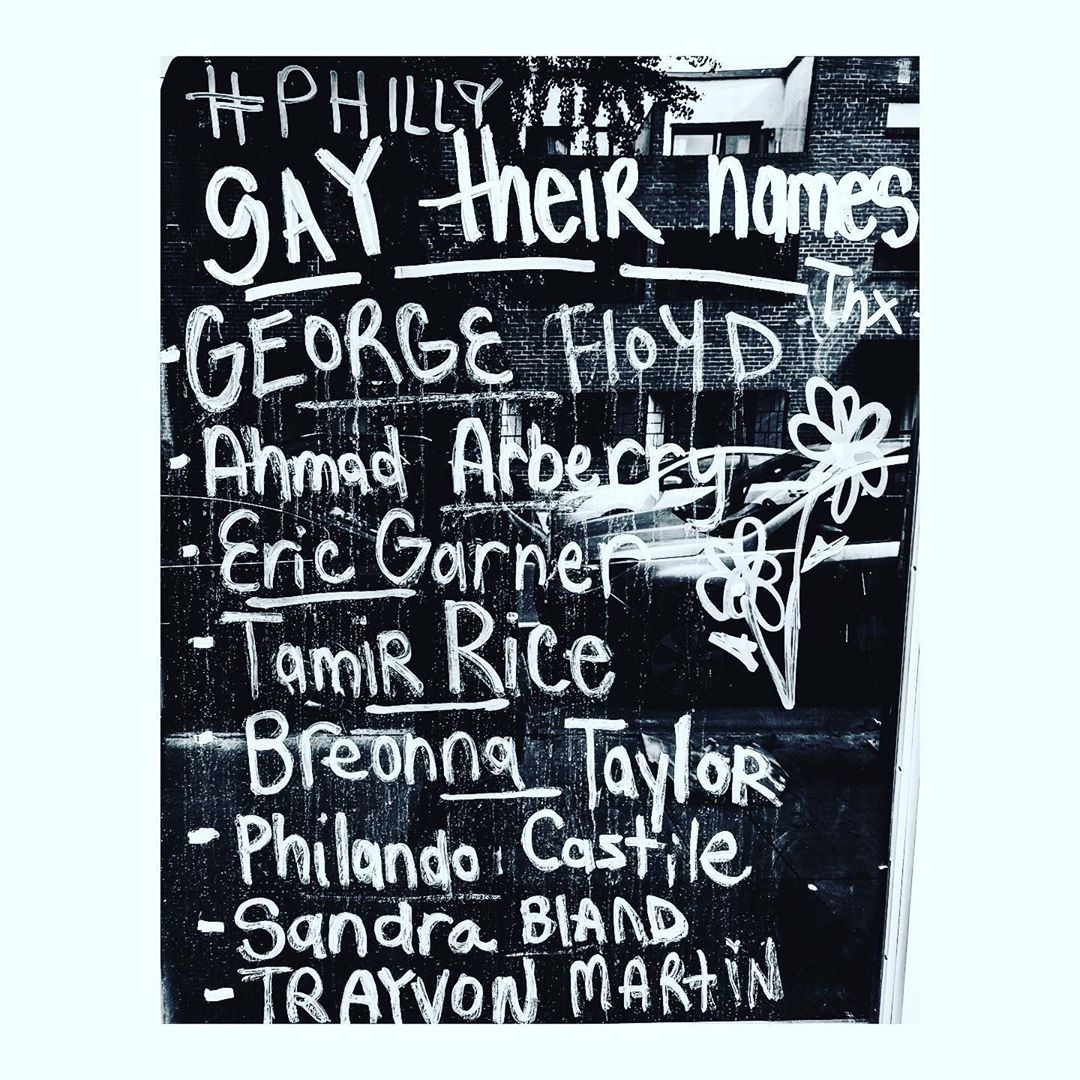 #PHILLY
SAY their names
Thx
- GEORGE FLOYD
- Ahmad Arberry
- Eric Garner
- Tamir Rice
- Breonna Taylor
- Philando Castile
- Sandra BLAND
- TRAYVON MARtiN